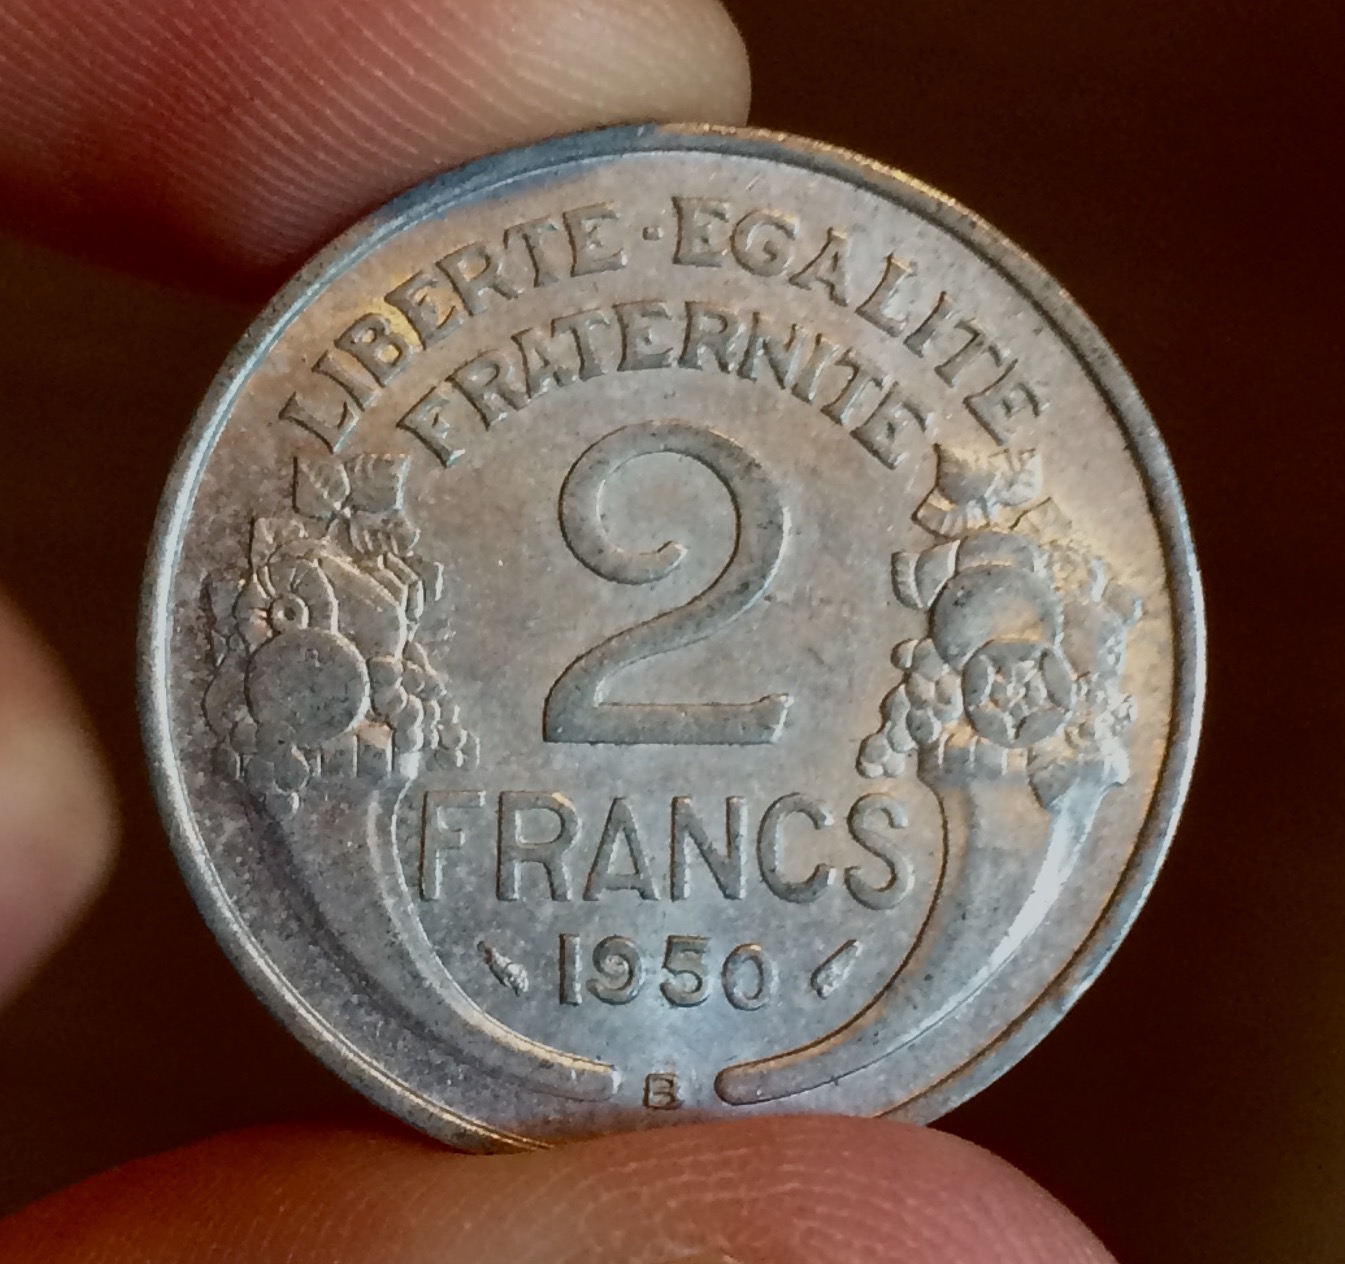 LIBERTE · EGALITE
FRATERNITE
2
FRANCS
1950
B